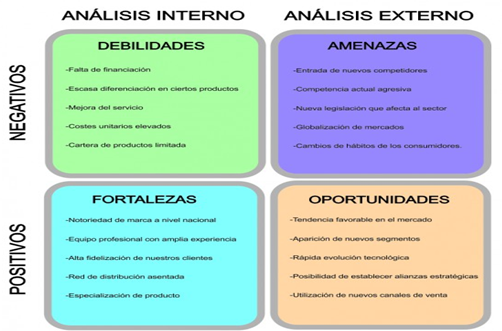 ANÁLISIS INTERNO
ANÁLISIS EXTERNO
NEGATIVOS
DEBILIDADES
-Falta de financiación
-Escasa diferenciación en ciertos productos
-Mejora del servicio
-Costes unitarios elevados
-Cartera de productos limitada
AMENAZAS
-Entrada de nuevos competidores
-Competencia actual agresiva
-Nueva legislación que afecta al sector
-Globalización de mercados
-Cambios de hábitos de los consumidores.
POSITIVOS
FORTALEZAS
-Notoriedad de marca a nivel nacional
-Equipo profesional con amplia experiencia
-Alta fidelización de nuestros clientes
-Red de distribución asentada
-Especialización de producto
OPORTUNIDADES
-Tendencia favorable en el mercado
-Aparición de nuevos segmentos
-Rápida evolución tecnológica
-Posibilidad de establecer alianzas estratégicas
-Utilización de nuevos canales de venta